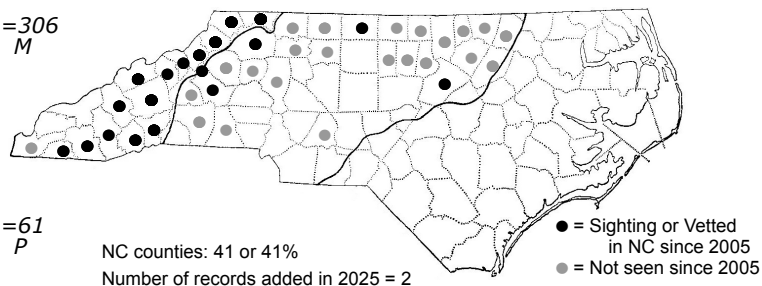 =306
M
=61
P
NC counties: 41 or 41%
Number of records added in 2025 = 2
= Sighting or Vetted
in NC since 2005
= Not seen since 2005